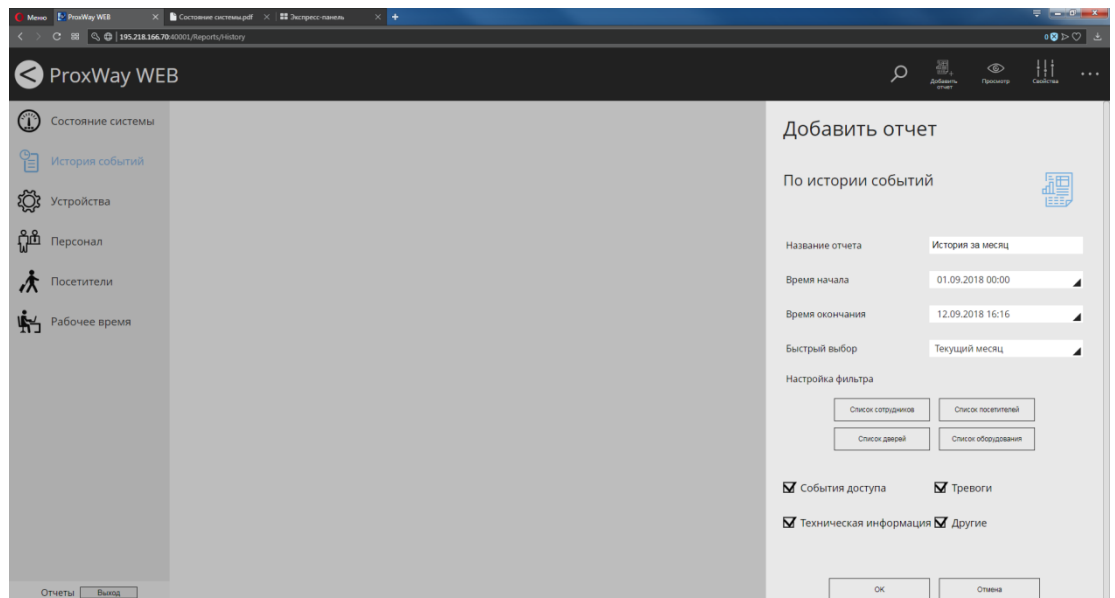 Меню ProxWay WEB Состояние системы.pdf Экспресс-панель
195.218.166.70:40001/Reports/History 0
ProxWay WEB
Добавить отчет
Просмотр
Свойства
Состояние системы
История событий
Устройства
Персонал
Посетители
Рабочее время
Отчеты Выход
Добавить отчет
По истории событий
Название отчета История за месяц
Время начала 01.09.2018 00:00
Время окончания 12.09.2018 16:16
Быстрый выбор Текущий месяц
Настройка фильтра
Список сотрудников Список посетителей
Список дверей Список оборудования
События доступа Тревоги
Техническая информация Другие
OK Отмена